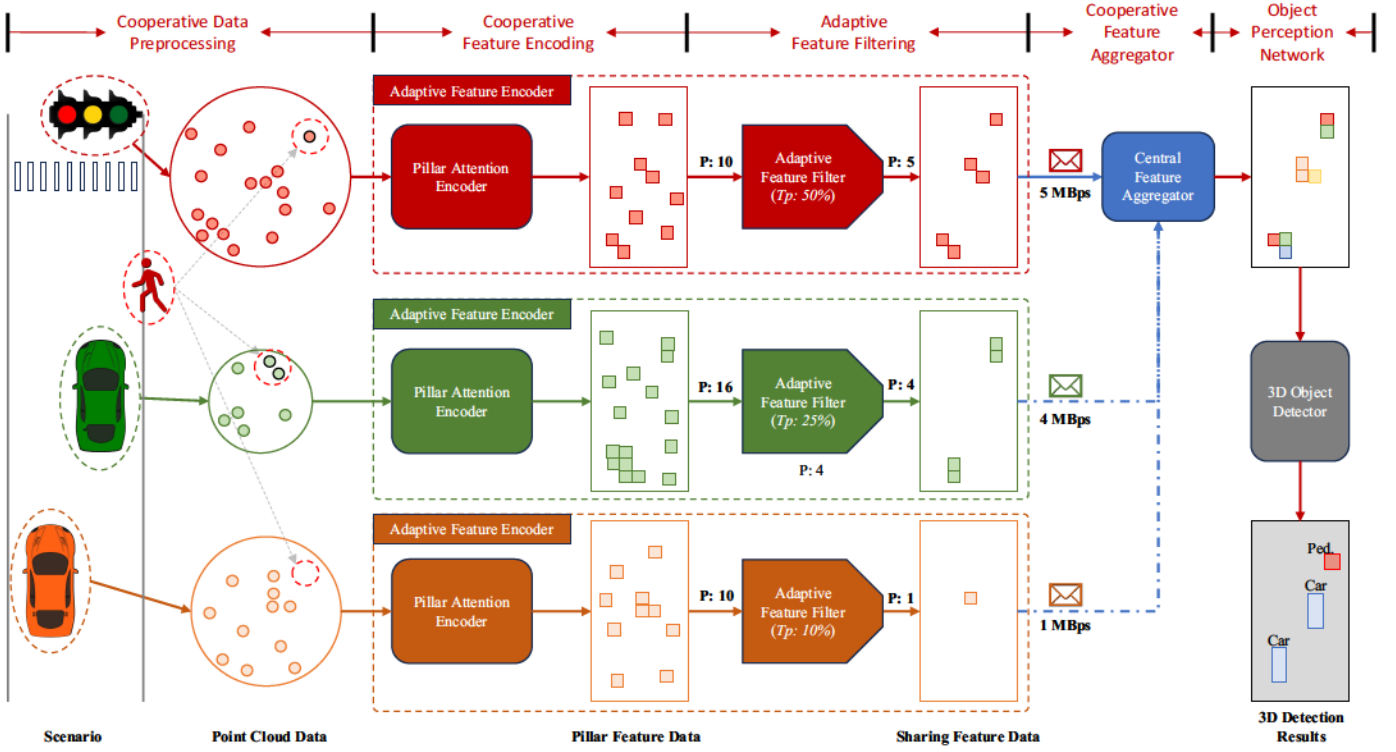 Cooperative Data
Preprocessing
Cooperative
Feature Encoding
Adaptive
Feature Filtering
Cooperative
Feature
Aggregator
Object
Perception
Network
Adaptive Feature Encoder
Pillar Attention
Encoder
P: 10
Adaptive
Feature Filter
(Tp: 50%)
P: 5
5 MBps
Central
Feature
Aggregator
Adaptive Feature Encoder
Pillar Attention
Encoder
P: 16
Adaptive
Feature Filter
(Tp: 25%)
P: 4
P: 4
4 MBps
3D Object
Detector
Adaptive Feature Encoder
Pillar Attention
Encoder
P: 10
Adaptive
Feature Filter
(Tp: 10%)
P: 1
1 MBps
Ped.
Car
Car
Scenario
Point Cloud Data
Pillar Feature Data
Sharing Feature Data
3D Detection
Results